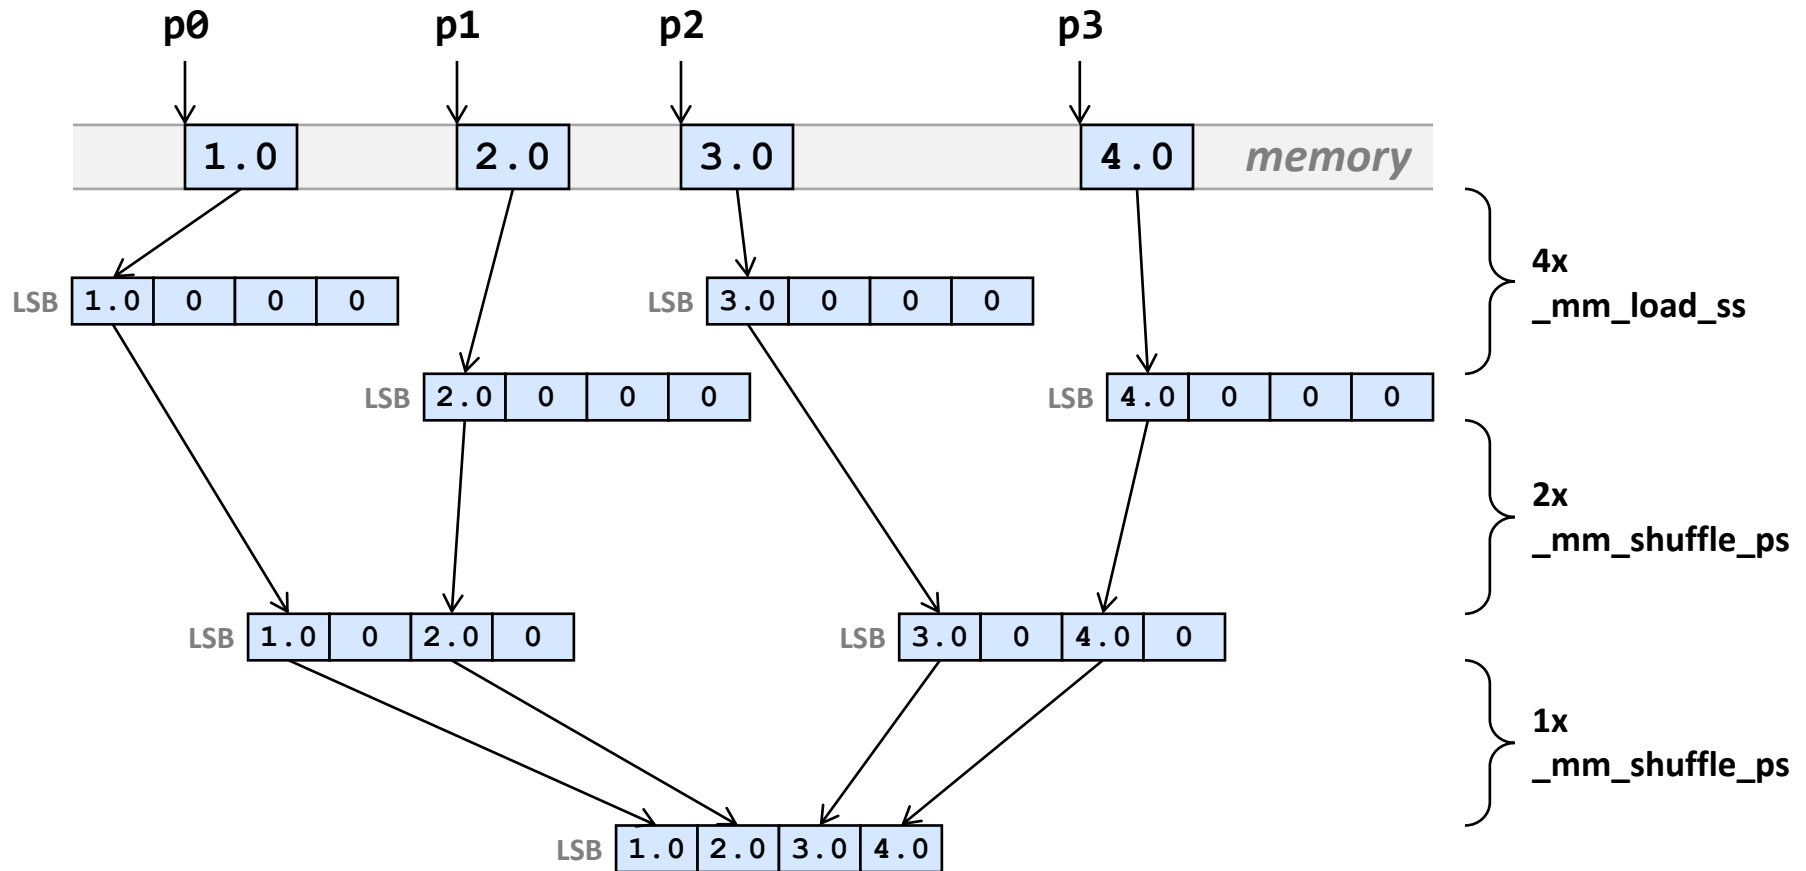 p0 p1 p2 p3
1.0 2.0 3.0 4.0 memory
4x
_mm_load_ss
LSB 1.0 0 0 0 LSB 3.0 0 0 0
LSB 2.0 0 0 0 LSB 4.0 0 0 0
2x
_mm_shuffle_ps
LSB 1.0 0 2.0 0 LSB 3.0 0 4.0 0
1x
_mm_shuffle_ps
LSB 1.0 2.0 3.0 4.0